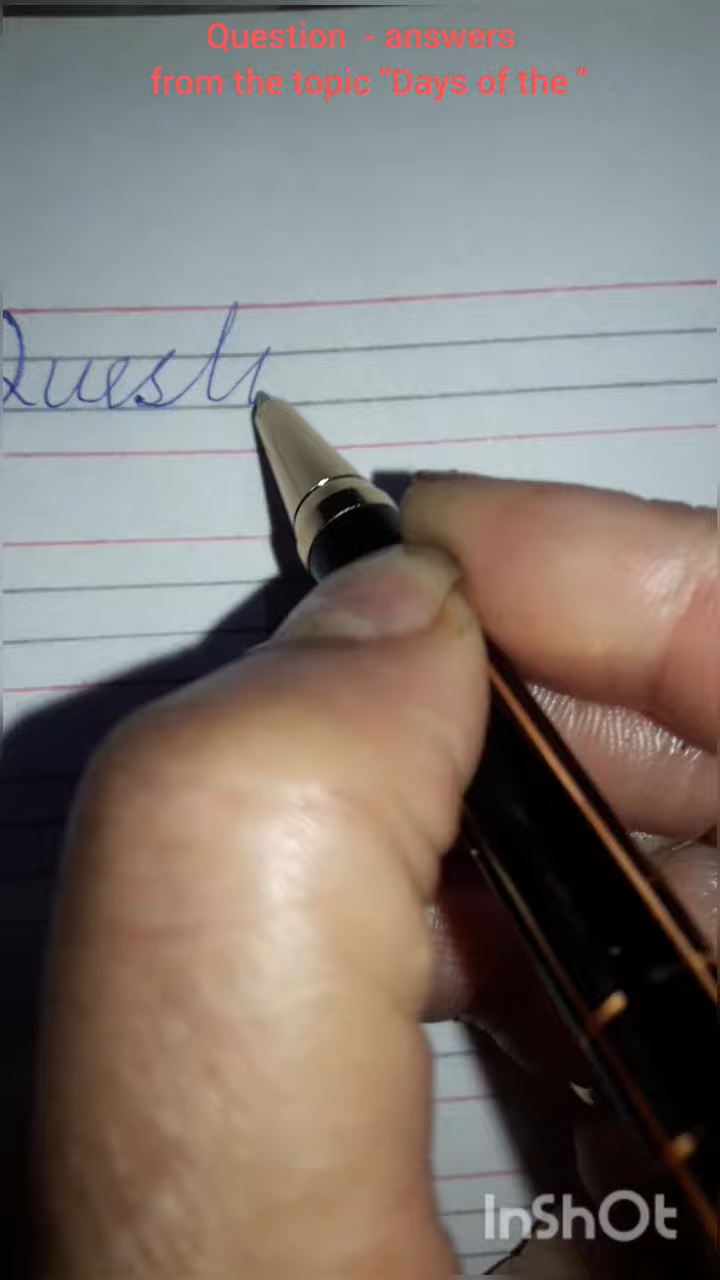 Question - answers
from the topic "Days of the "
Questi
InShOt